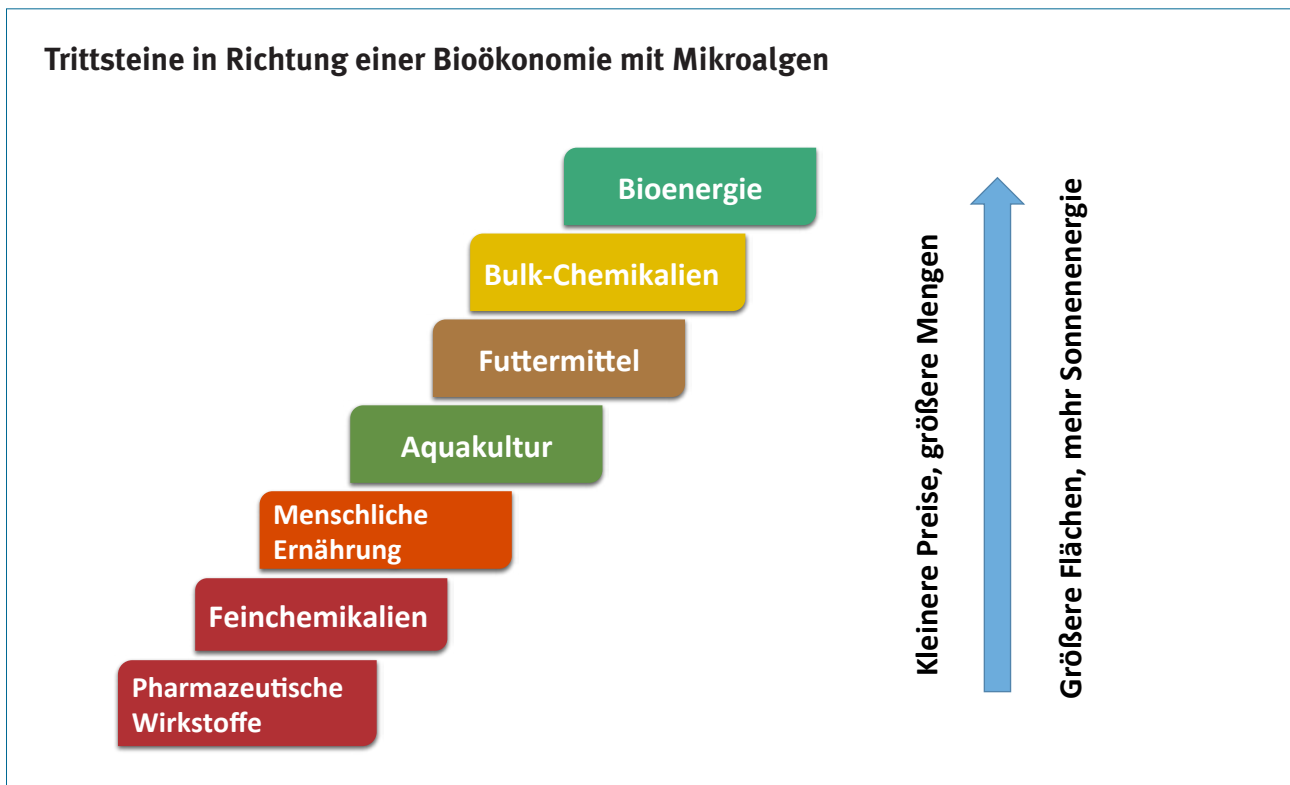 Trittsteine in Richtung einer Bioökonomie mit Mikroalgen
Bioenergie
Bulk-Chemikalien
Futtermittel
Aquakultur
Menschliche
Ernährung
Feinchemikalien
Pharmazeutische
Wirkstoffe
Kleinere Preise, größere Mengen
Größere Flächen, mehr Sonnenenergie